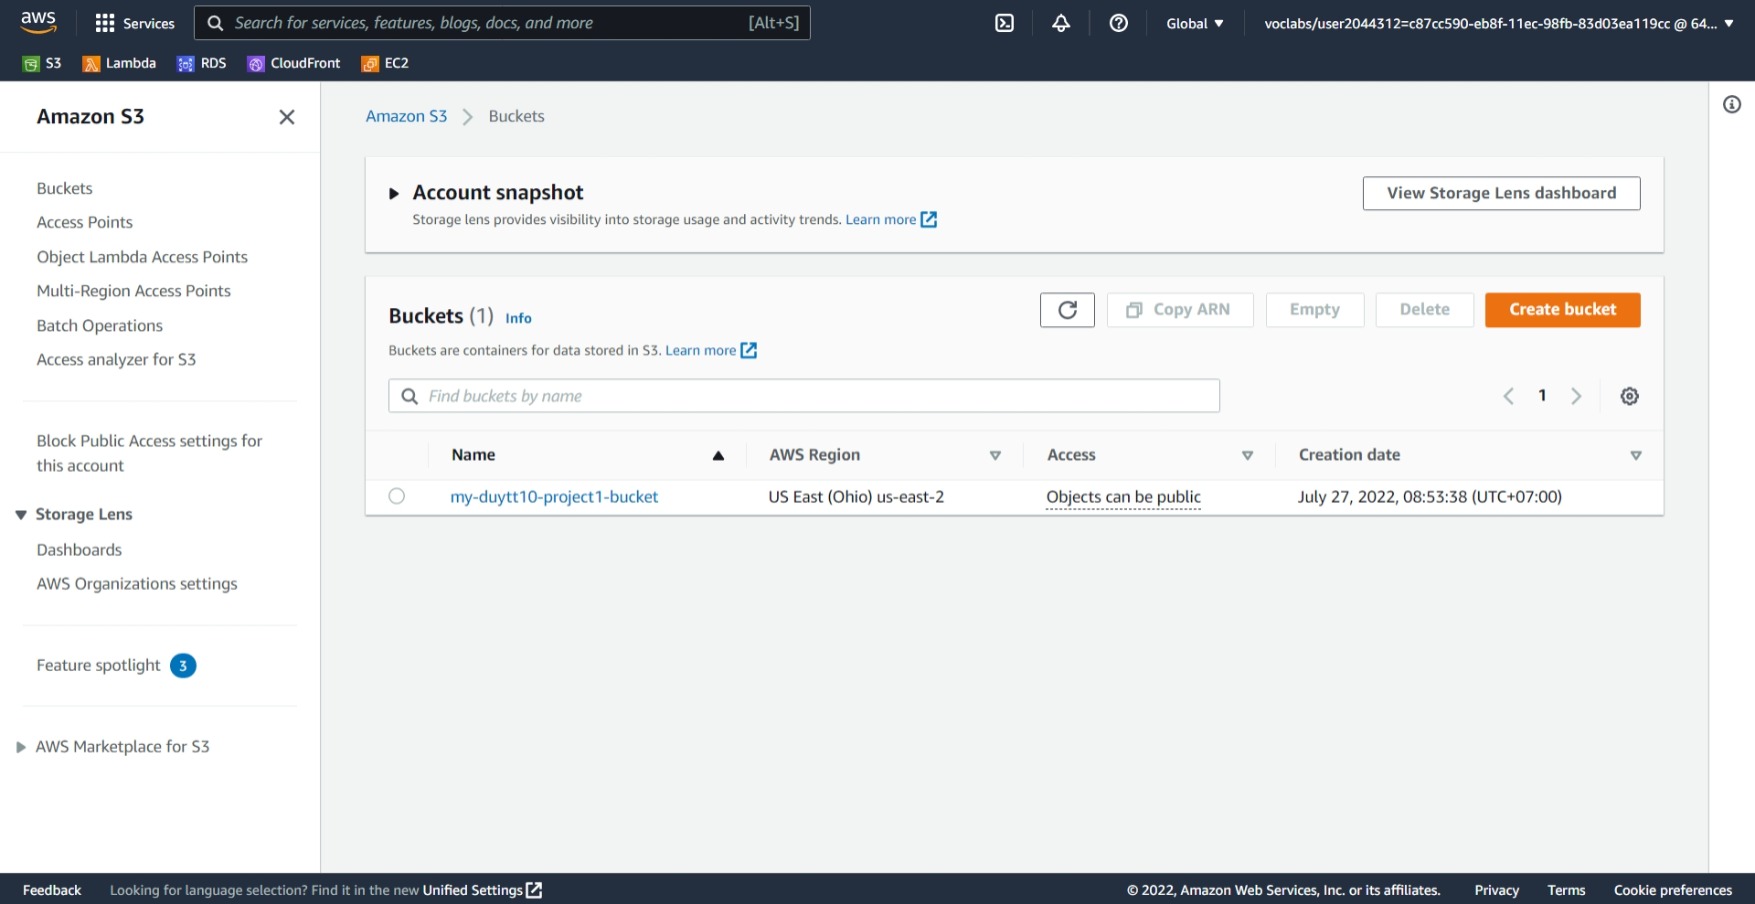 aws
Services
Search for services, features, blogs, docs, and more [Alt+S]
Global
voclabs/user2044312=c87cc590-eb8f-11ec-98fb-83d03ea119cc @ 64...
S3 Lambda RDS CloudFront EC2
Amazon S3
Buckets
Access Points
Object Lambda Access Points
Multi-Region Access Points
Batch Operations
Access analyzer for S3
Block Public Access settings for
this account
Storage Lens
Dashboards
AWS Organizations settings
Feature spotlight 3
AWS Marketplace for S3
Amazon S3 Buckets
Account snapshot
Storage lens provides visibility into storage usage and activity trends. Learn more
View Storage Lens dashboard
Buckets (1) Info
Buckets are containers for data stored in S3. Learn more
Copy ARN Empty Delete Create bucket
Find buckets by name
1
Name AWS Region Access Creation date
my-duytt10-project1-bucket US East (Ohio) us-east-2 Objects can be public July 27, 2022, 08:53:38 (UTC+07:00)
Feedback Looking for language selection? Find it in the new Unified Settings © 2022, Amazon Web Services, Inc. or its affiliates. Privacy Terms Cookie preferences